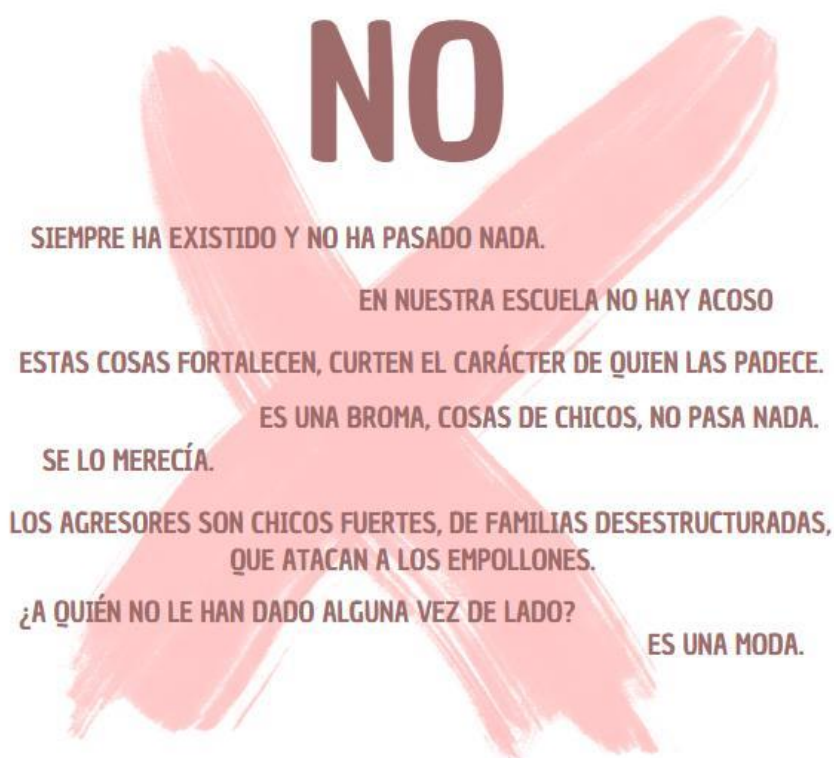 NO
SIEMPRE HA EXISTIDO Y NO HA PASADO NADA.
EN NUESTRA ESCUELA NO HAY ACOSO
ESTAS COSAS FORTALECEN, CURTEN EL CARÁCTER DE QUIEN LAS PADECE.
ES UNA BROMA, COSAS DE CHICOS, NO PASA NADA.
SE LO MERECÍA.
LOS AGRESORES SON CHICOS FUERTES, DE FAMILIAS DESESTRUCTURADAS,
QUE ATACAN A LOS EMPOLLONES.
¿A QUIÉN NO LE HAN DADO ALGUNA VEZ DE LADO?
ES UNA MODA.